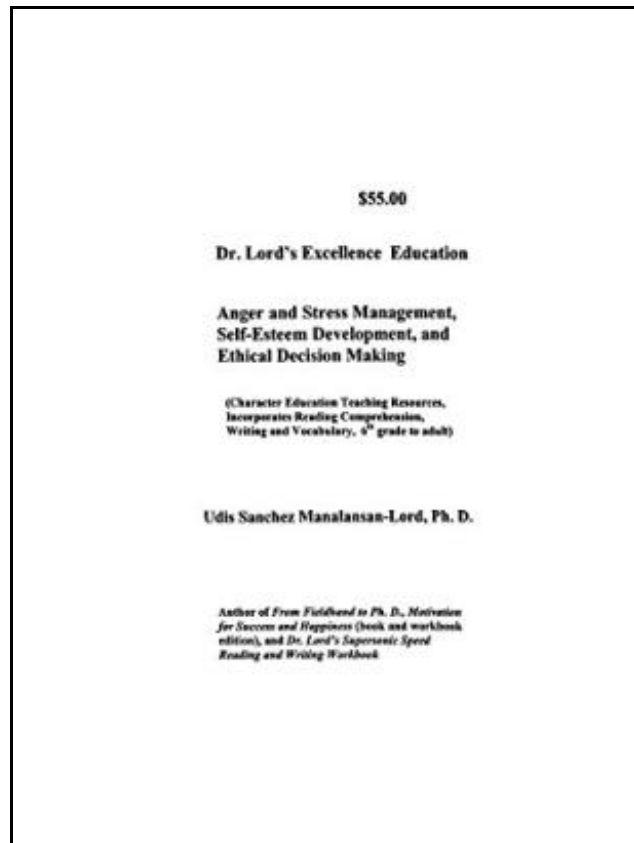 $55.00
Dr. Lord's Excellence Education
Anger and Stress Management,
Self-Esteem Development, and
Ethical Decision Making
(Character Education Teaching Resources,
Incorporates Reading Comprehension,
Writing and Vocabulary, 6th grade to adult)
Udis Sanchez Manalansan-Lord, Ph. D.
Author of From Fieldhand to Ph. D., Motivation
for Success and Happiness (book and workbook
edition), and Dr. Lord's Supersonic Speed
Reading and Writing Workbook